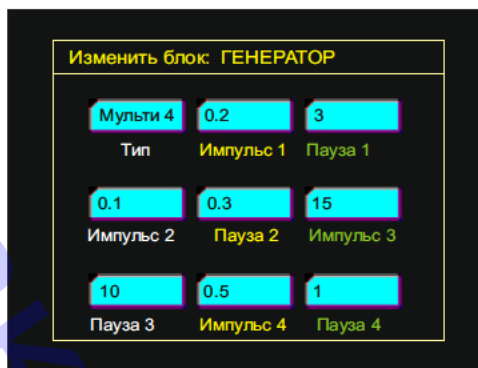 Изменить блок: ГЕНЕРАТОР
Мульти 4 0.2 3
Тип Импульс 1 Пауза 1
0.1 0.3 15
Импульс 2 Пауза 2 Импульс 3
10 0.5 1
Пауза 3 Импульс 4 Пауза 4